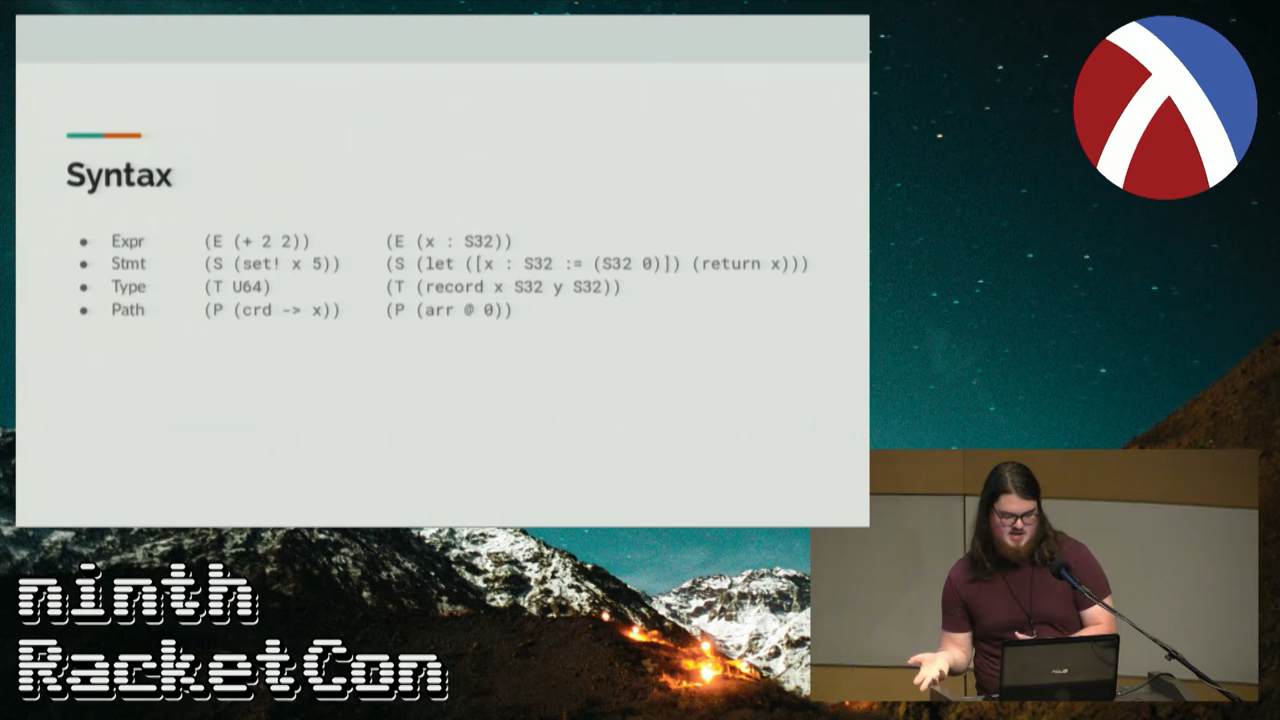 Syntax
● Expr (E (+ 2 2)) (E (x : S32))
● Stmt (S (set! x 5)) (S (let ([x : S32 := (S32 0)]) (return x)))
● Type (T U64) (T (record x S32 y S32))
● Path (P (crd -> x)) (P (arr @ 0))
ninth
RacketCon
ASUS